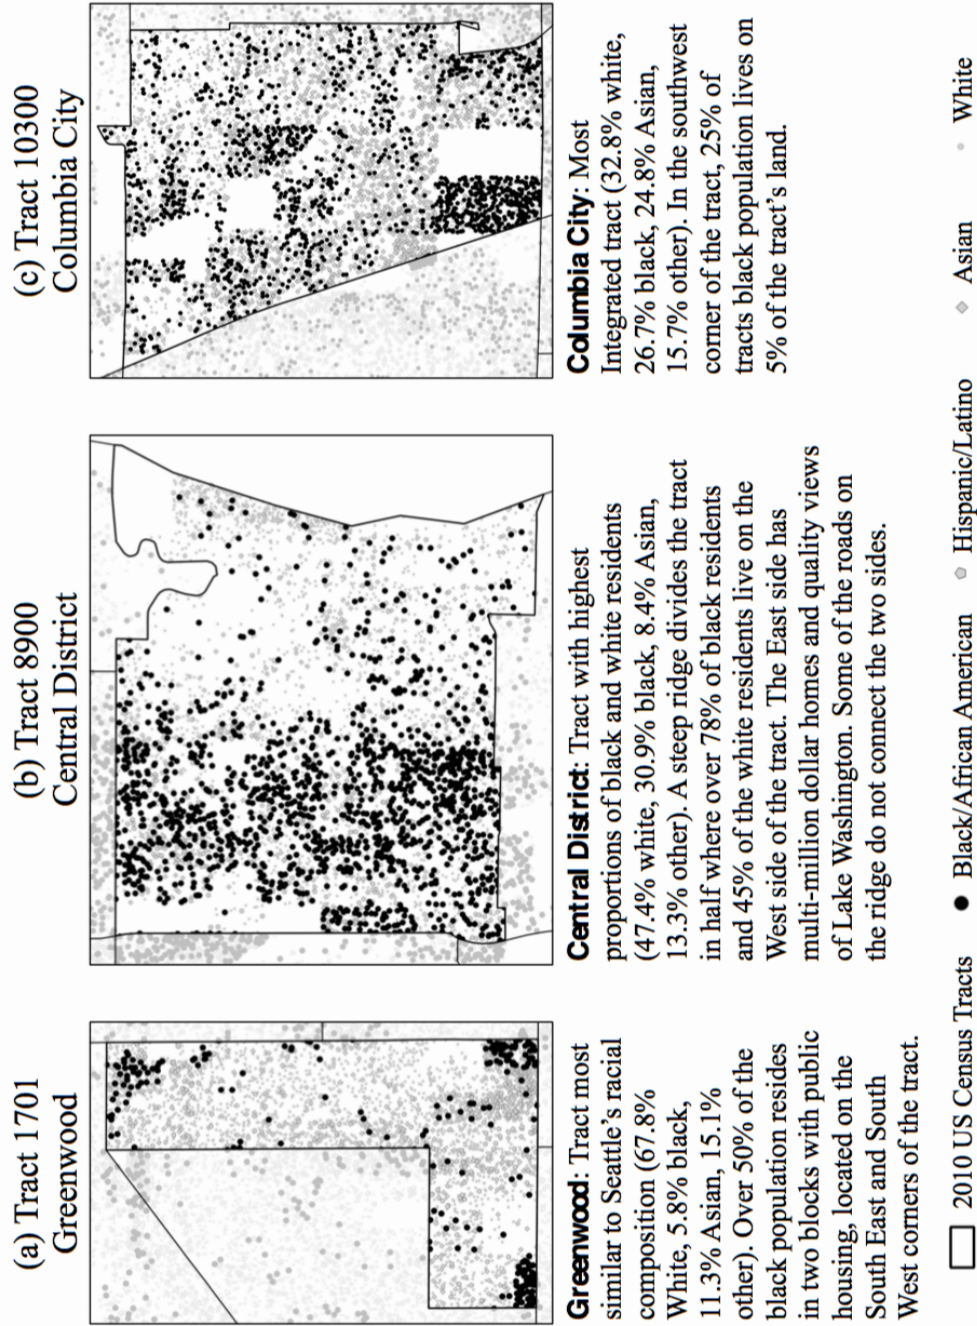 (a) Tract 1701
Greenwood
Greenwood: Tract most
similar to Seattle's racial
composition (67.8%
White, 5.8% black,
11.3% Asian, 15.1%
other). Over 50% of the
black population resides
in two blocks with public
housing, located on the
South East and South
West corners of the tract.
(b) Tract 8900
Central District
Central District: Tract with highest
proportions of black and white residents
(47.4% white, 30.9% black, 8.4% Asian,
13.3% other). A steep ridge divides the tract
in half where over 78% of black residents
and 45% of the white residents live on the
West side of the tract. The East side has
multi-million dollar homes and quality views
of Lake Washington. Some of the roads on
the ridge do not connect the two sides.
(c) Tract 10300
Columbia City
Columbia City: Most
Integrated tract (32.8% white,
26.7% black, 24.8% Asian,
15.7% other). In the southwest
corner of the tract, 25% of
tracts black population lives on
5% of the tract's land.
2010 US Census Tracts
Black/African American
Hispanic/Latino
Asian
White